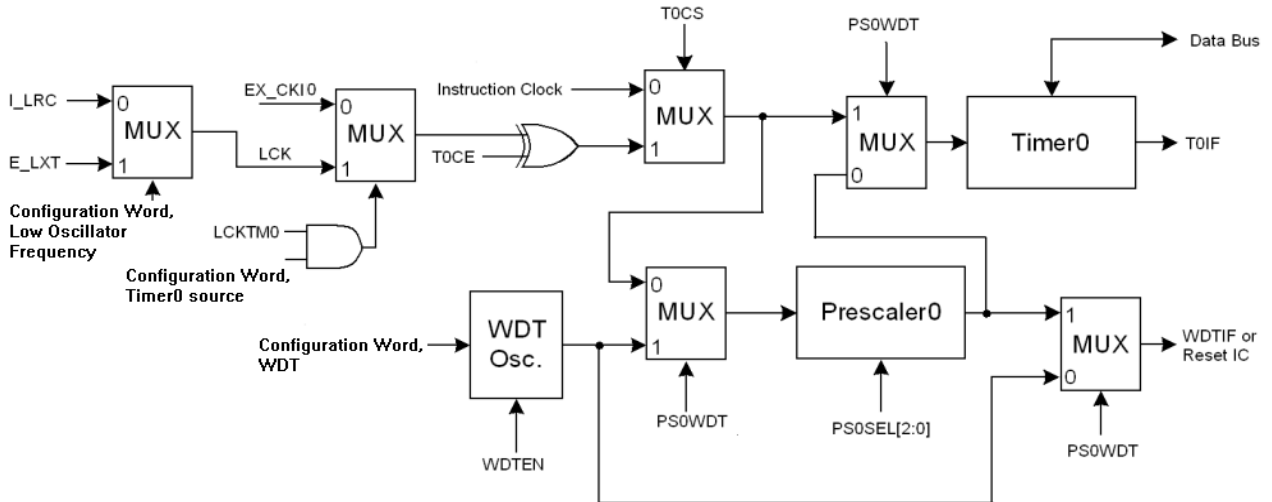 T0CS
PS0WDT
Data Bus
I_LRC
0
MUX
E_LXT
1
EX_CKI0
0
MUX
LCK
1
Instruction Clock
0
MUX
T0CE
1
1
MUX
0
Timer0
T0IF
Configuration Word,
Low Oscillator
Frequency
LCKTM0
Configuration Word,
Timer0 source
Configuration Word,
WDT
WDT
Osc.
0
MUX
1
Prescaler0
1
MUX
0
WDTIF or
Reset IC
WDTEN
PS0WDT
PS0SEL[2:0]
PS0WDT